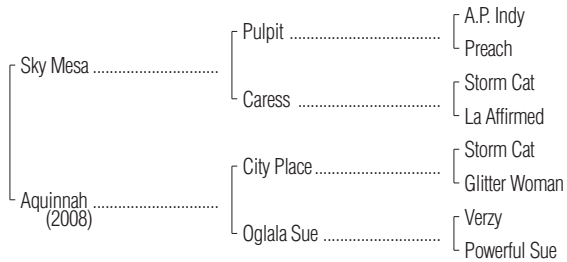 A.P. Indy
Pulpit ........................................
Preach
Sky Mesa .................................
Storm Cat
Caress .....................................
La Affirmed
Storm Cat
City Place .................................
Glitter Woman
Aquinnah .................................
(2008)
Verzy
Oglala Sue ...............................
Powerful Sue